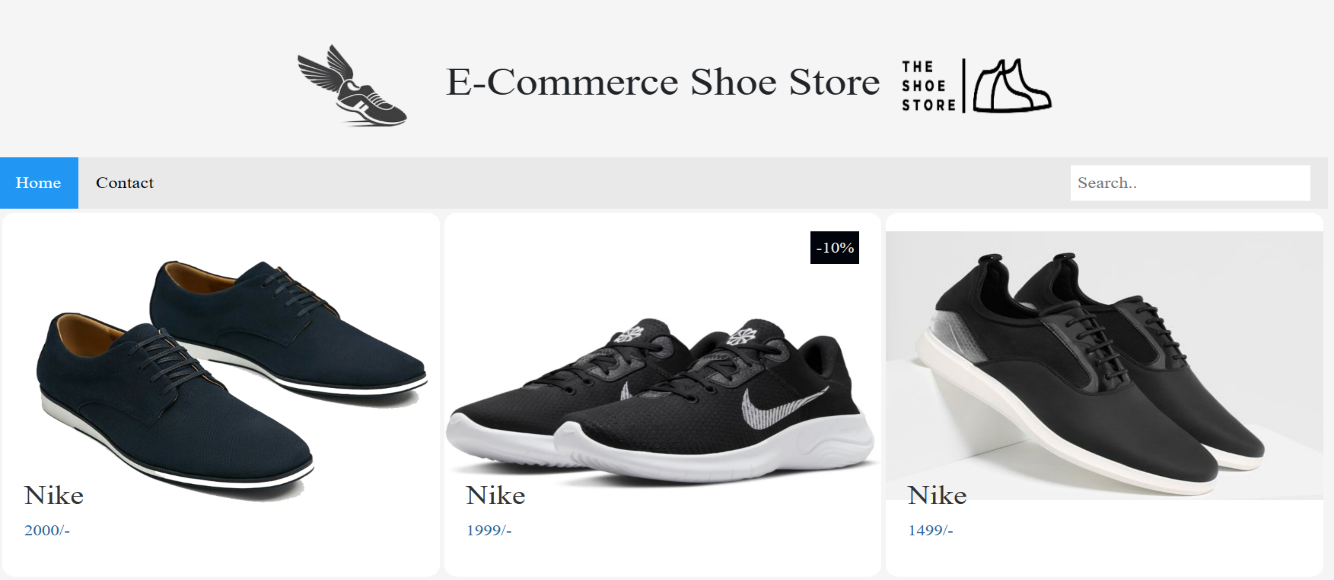 E-Commerce Shoe Store
THE
SHOE
STORE
Home
Contact
Search..
-10%
Nike
2000/-
Nike
1999/-
Nike
1499/-